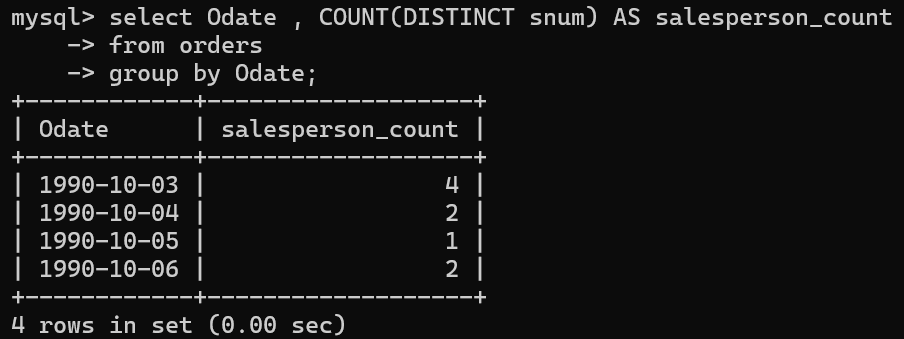 mysql> select Odate , COUNT(DISTINCT snum) AS salesperson_count
    -> from orders
    -> group by Odate;
+------------+-------------------+
| Odate      | salesperson_count |
+------------+-------------------+
| 1990-10-03 |                 4 |
| 1990-10-04 |                 2 |
| 1990-10-05 |                 1 |
| 1990-10-06 |                 2 |
+------------+-------------------+
4 rows in set (0.00 sec)